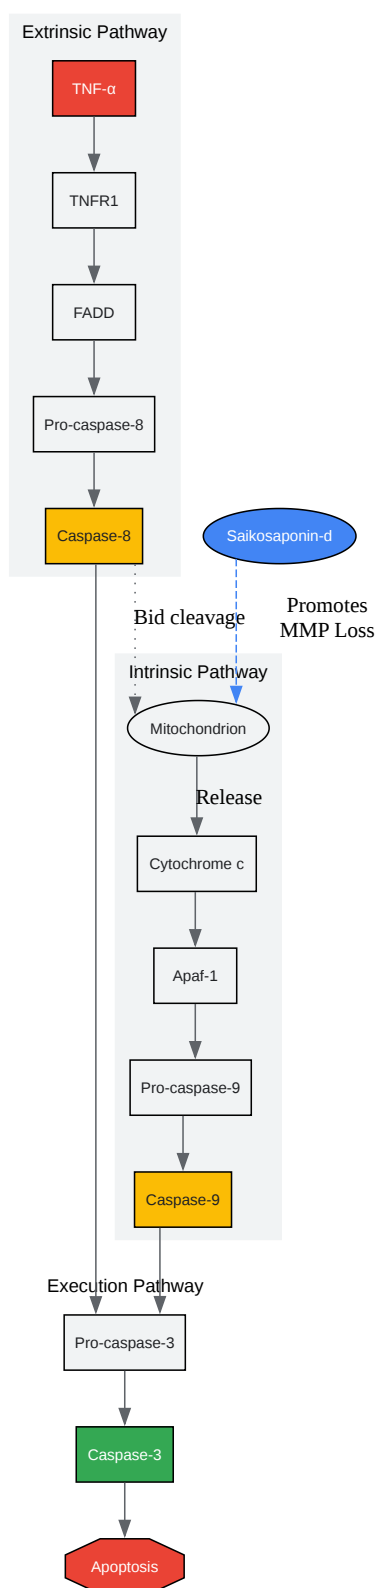 Extrinsic Pathway
TNF-α
TNFR1
FADD
Pro-caspase-8
Caspase-8
Saikosaponin-d
Bid cleavage
Promotes
MMP Loss
Intrinsic Pathway
Mitochondrion
Release
Cytochrome c
Apaf-1
Pro-caspase-9
Caspase-9
Execution Pathway
Pro-caspase-3
Caspase-3
Apoptosis